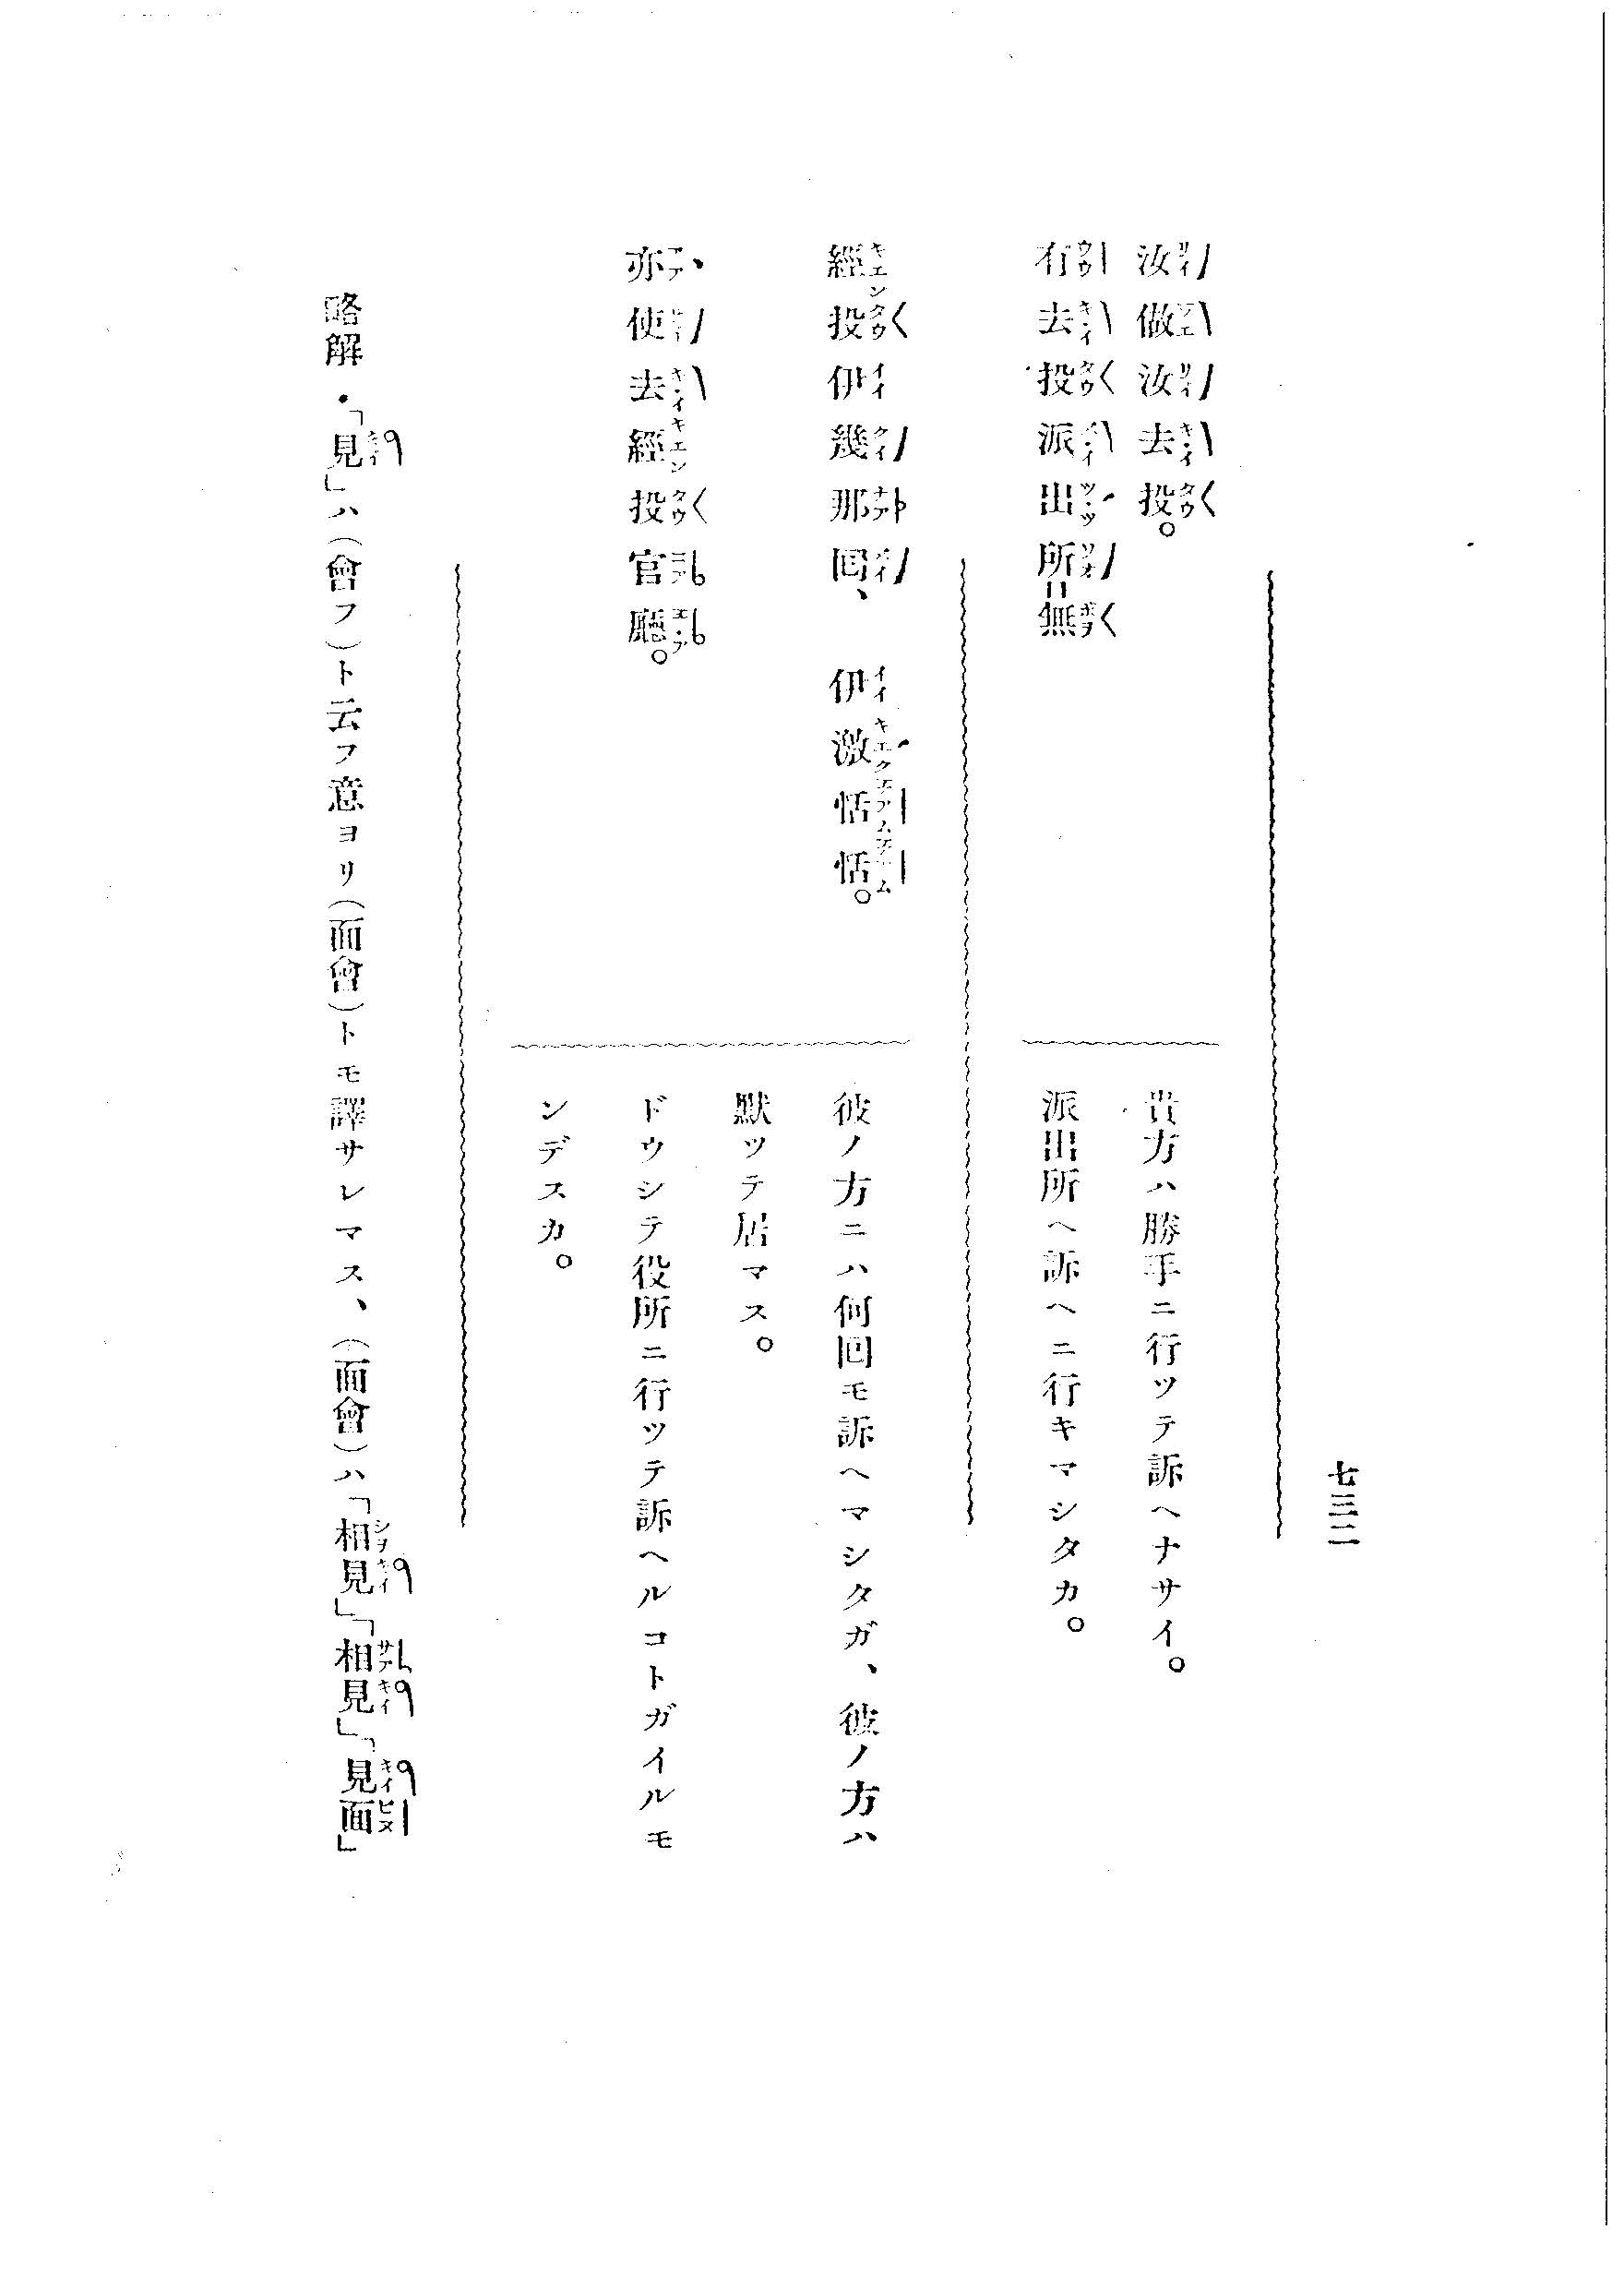 七三二
汝做汝去投。
有去投派出所無
貴方ハ勝手ニ行ツテ訴ヘナサイ。
派出所ヘ訴ヘニ行キマシタカ。
經投伊幾那回、伊激恬恬。
彼ノ方ニハ何回モ訴ヘマシタガ、彼ノ方ハ
默ツテ居マス。
亦使去經投官廳。
ドウシテ役所ニ行ツテ訴ヘルコトガイルモ
ンデスカ。
略解・「見」ハ(會フ)ト云フ意ヨリ(面會)トモ譯サレマス、(面會)ハ「相見」「相見」「見面」